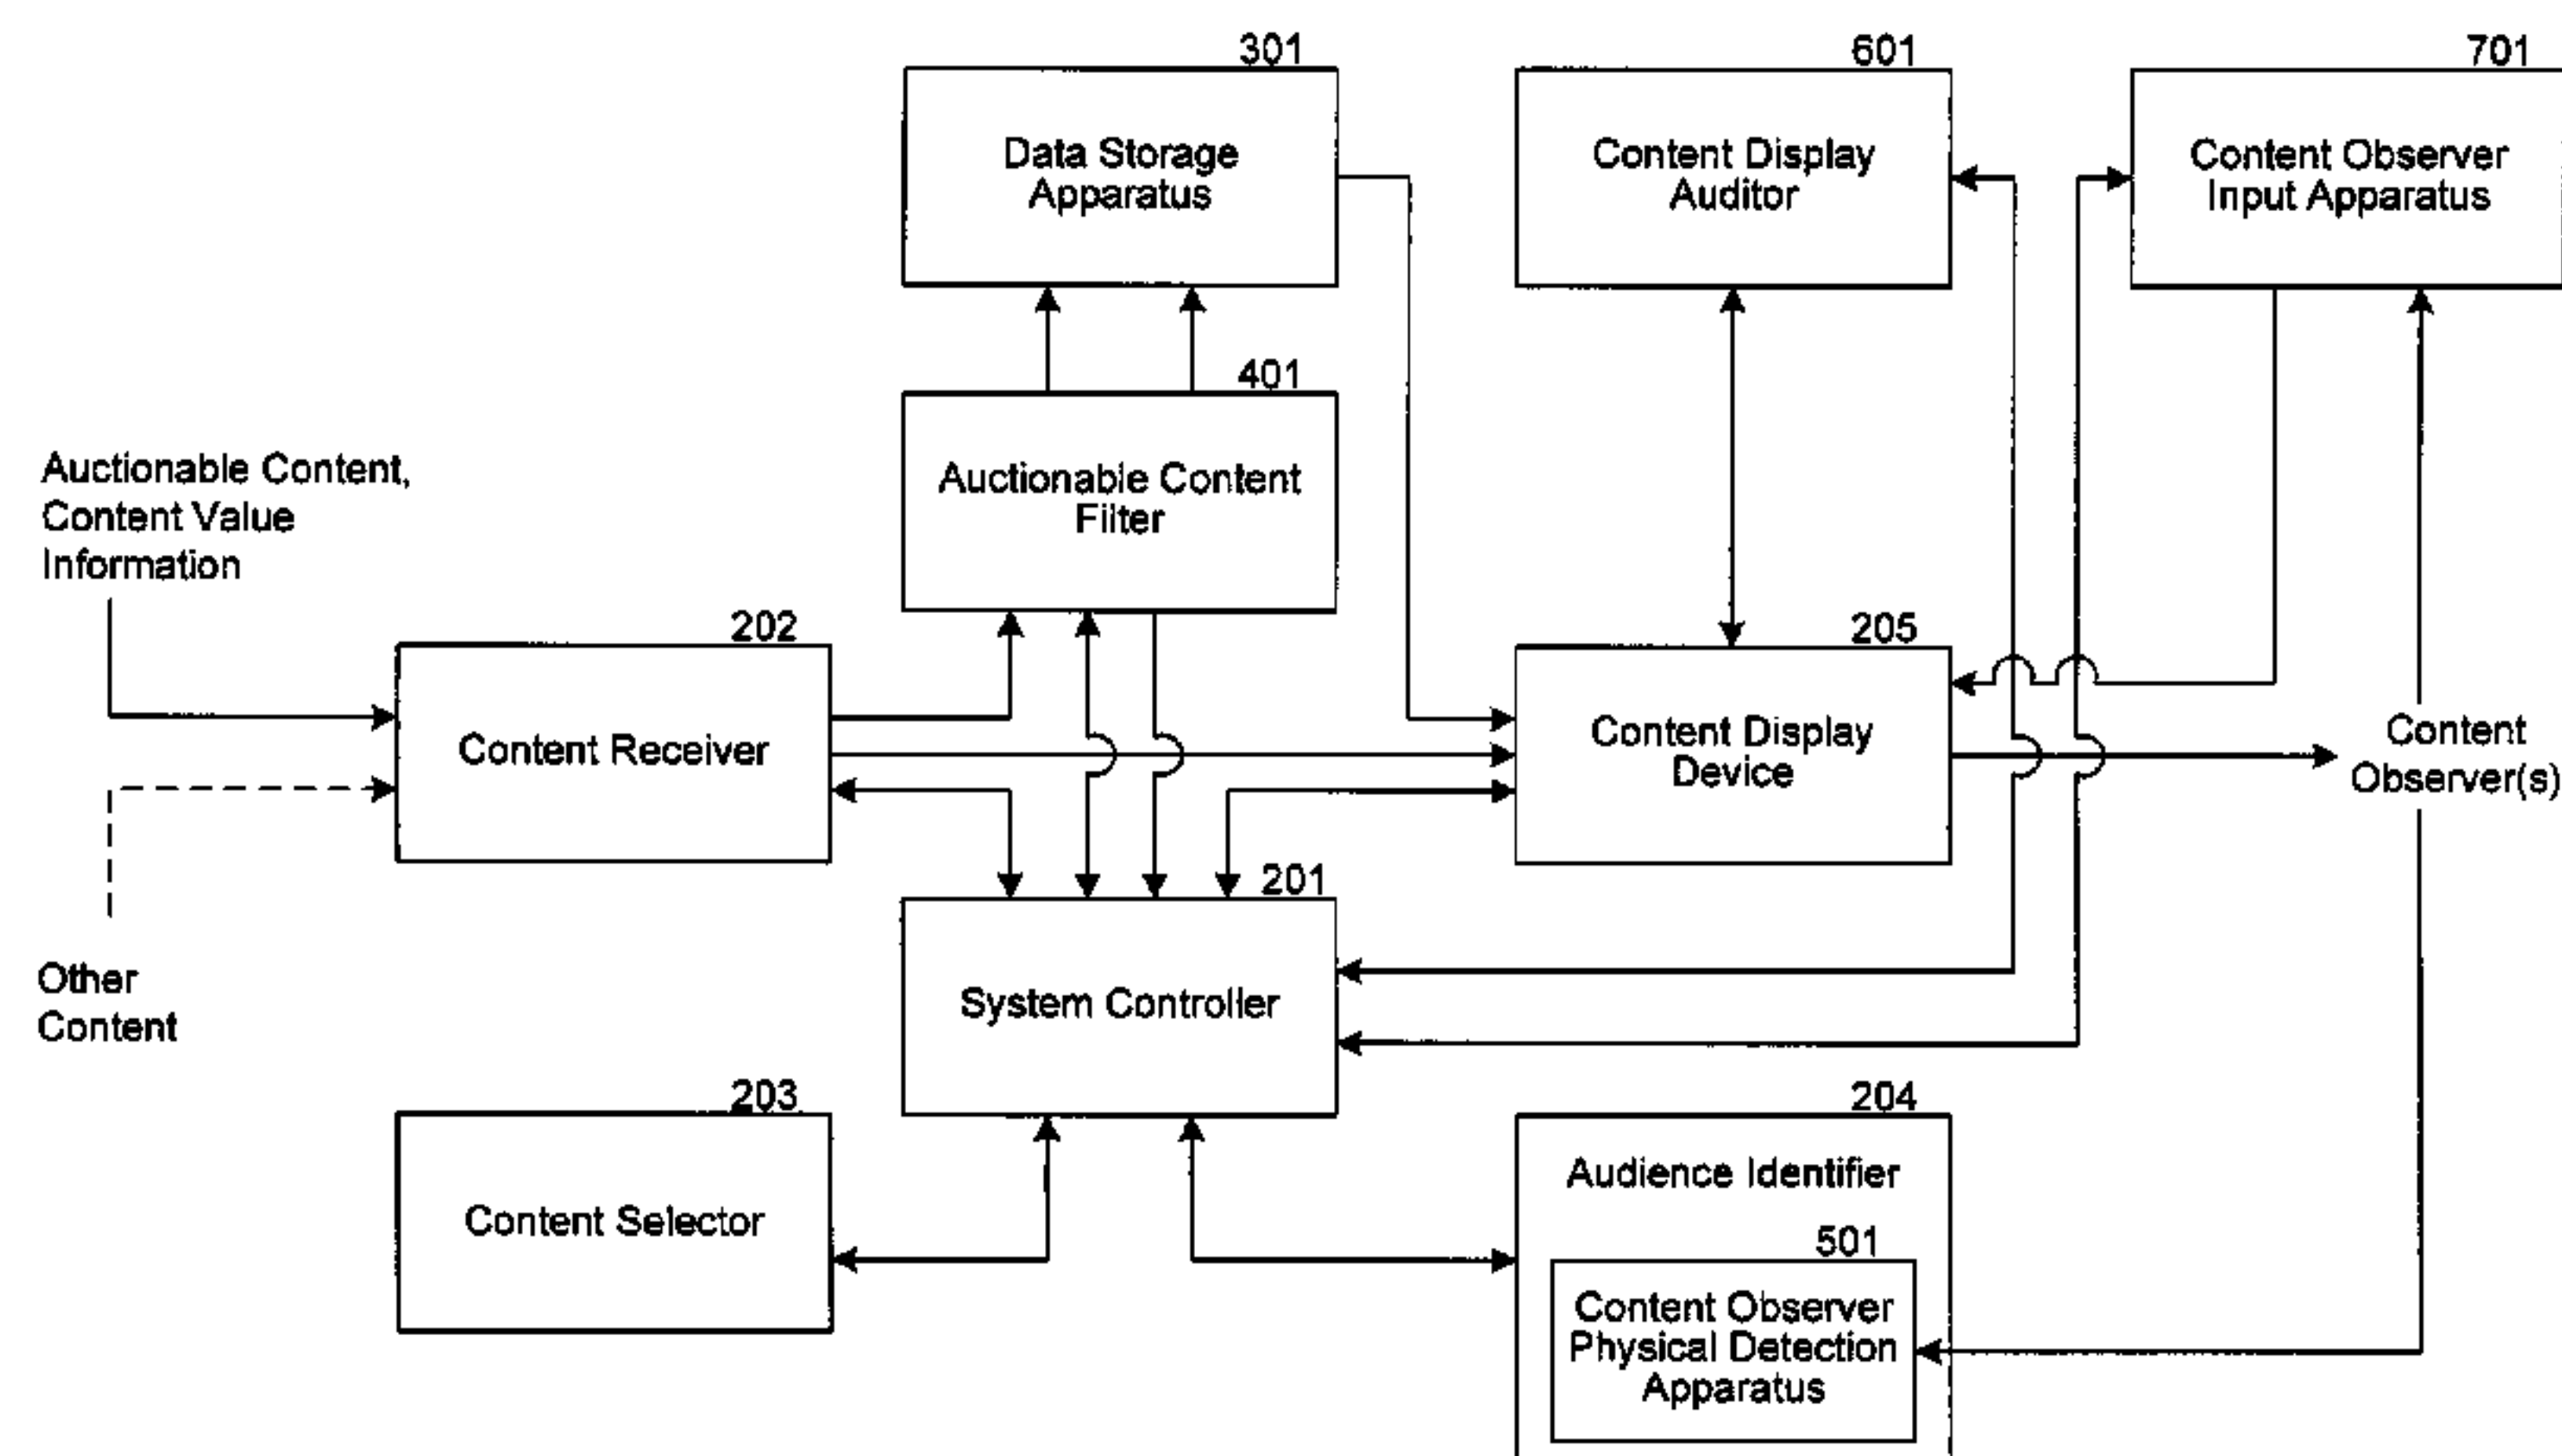 301
Data Storage
Apparatus
601
Content Display
Auditor
701
Content Observer
Input Apparatus
401
Auctionable Content
Filter
Auctionable Content,
Content Value
Information
202
Content Receiver
205
Content Display
Device
Content
Observer(s)
Other
Content
201
System Controller
203
Content Selector
204
Audience Identifier
501
Content Observer
Physical Detection
Apparatus